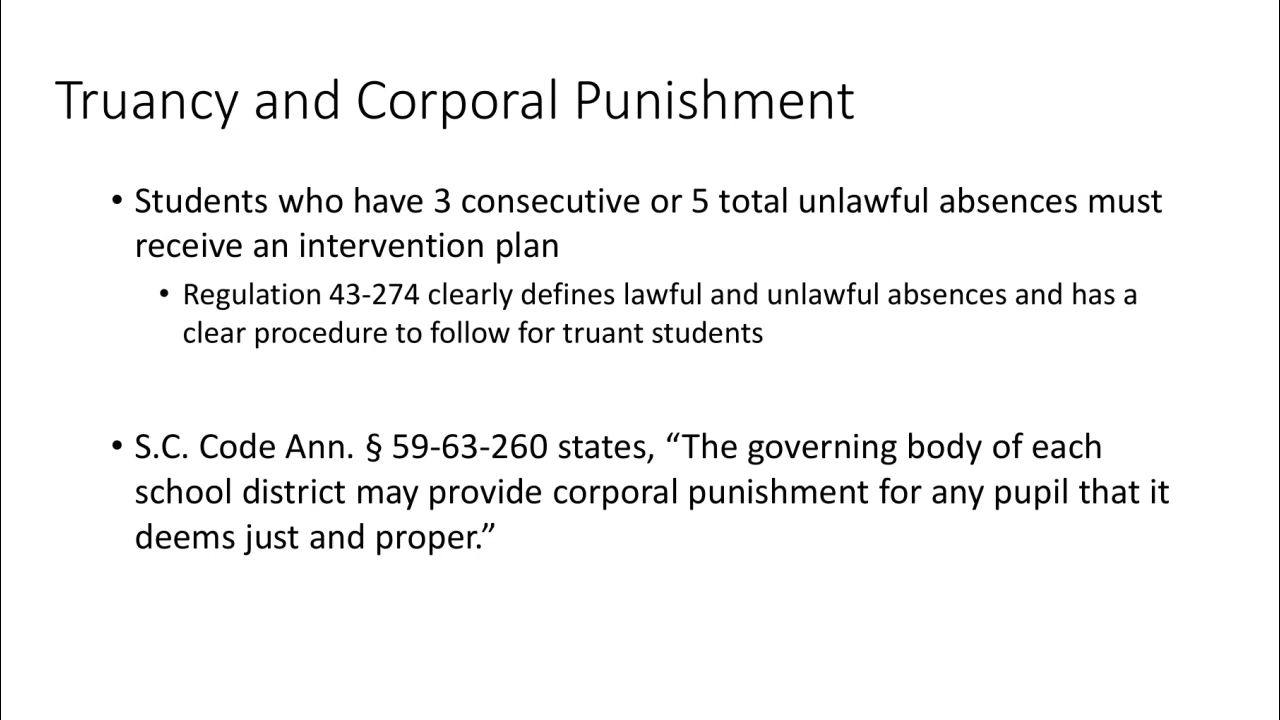 Truancy and Corporal Punishment
• Students who have 3 consecutive or 5 total unlawful absences must
receive an intervention plan
• Regulation 43-274 clearly defines lawful and unlawful absences and has a
clear procedure to follow for truant students
• S.C. Code Ann. § 59-63-260 states, “The governing body of each
school district may provide corporal punishment for any pupil that it
deems just and proper.”